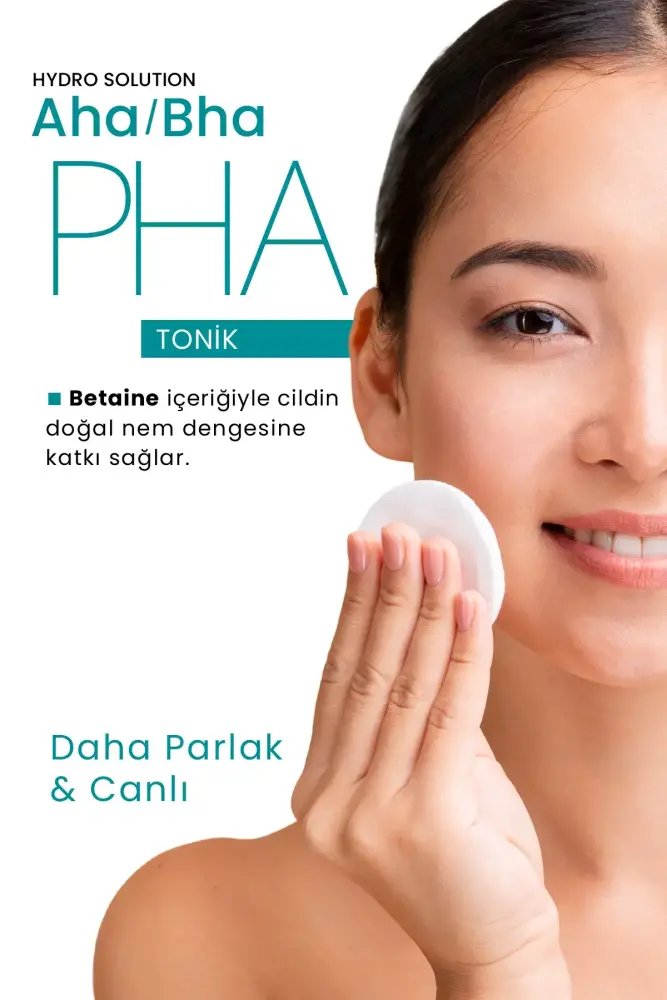 HYDRO SOLUTION
Aha/Bha
PHA
TONİK
Betaine içeriğiyle cildin
doğal nem dengesine
katkı sağlar.
Daha Parlak
& Canlı